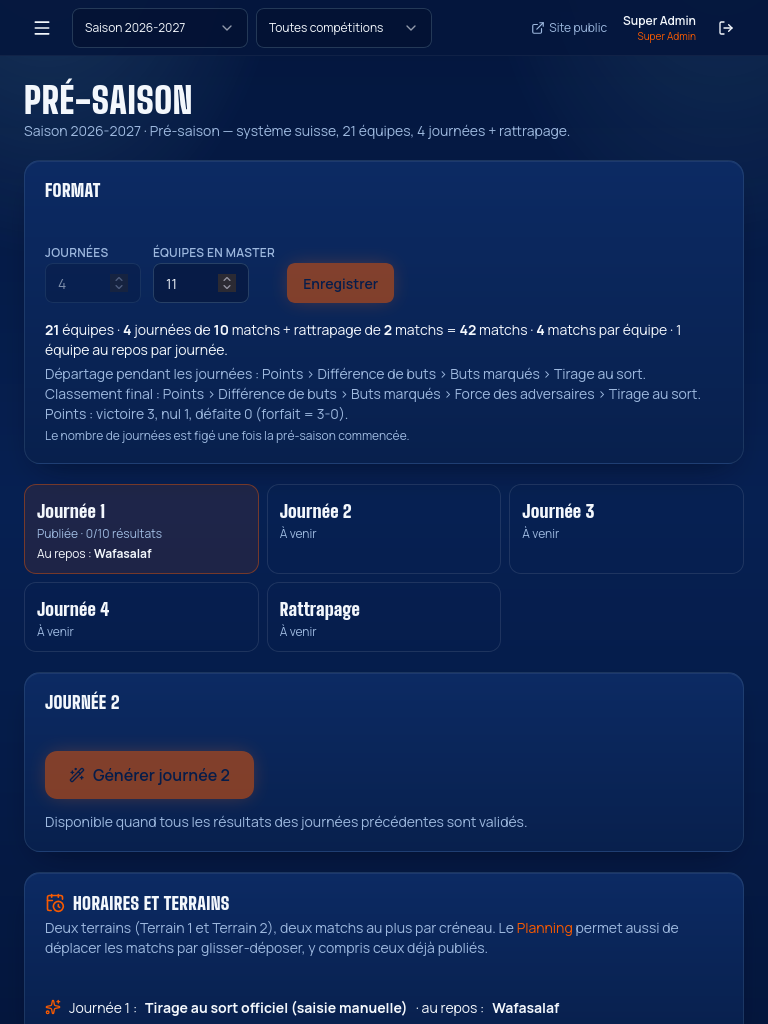 Saison 2026-2027
Toutes compétitions
Site public
Super Admin
Super Admin
PRÉ-SAISON
Saison 2026-2027 · Pré-saison — système suisse, 21 équipes, 4 journées + rattrapage.
FORMAT
JOURNÉES
ÉQUIPES EN MASTER
4
11
Enregistrer
21 équipes · 4 journées de 10 matchs + rattrapage de 2 matchs = 42 matchs · 4 matchs par équipe · 1
équipe au repos par journée.
Départage pendant les journées : Points > Différence de buts > Buts marqués > Tirage au sort.
Classement final : Points > Différence de buts > Buts marqués > Force des adversaires > Tirage au sort.
Points : victoire 3, nul 1, défaite 0 (forfait = 3-0).
Le nombre de journées est figé une fois la pré-saison commencée.
Journée 1
Publiée · 0/10 résultats
Au repos : Wafasalaf
Journée 2
À venir
Journée 3
À venir
Journée 4
À venir
Rattrapage
À venir
JOURNÉE 2
Générer journée 2
Disponible quand tous les résultats des journées précédentes sont validés.
HORAIRES ET TERRAINS
Deux terrains (Terrain 1 et Terrain 2), deux matchs au plus par créneau. Le Planning permet aussi de
déplacer les matchs par glisser-déposer, y compris ceux déjà publiés.
Journée 1 : Tirage au sort officiel (saisie manuelle) · au repos : Wafasalaf